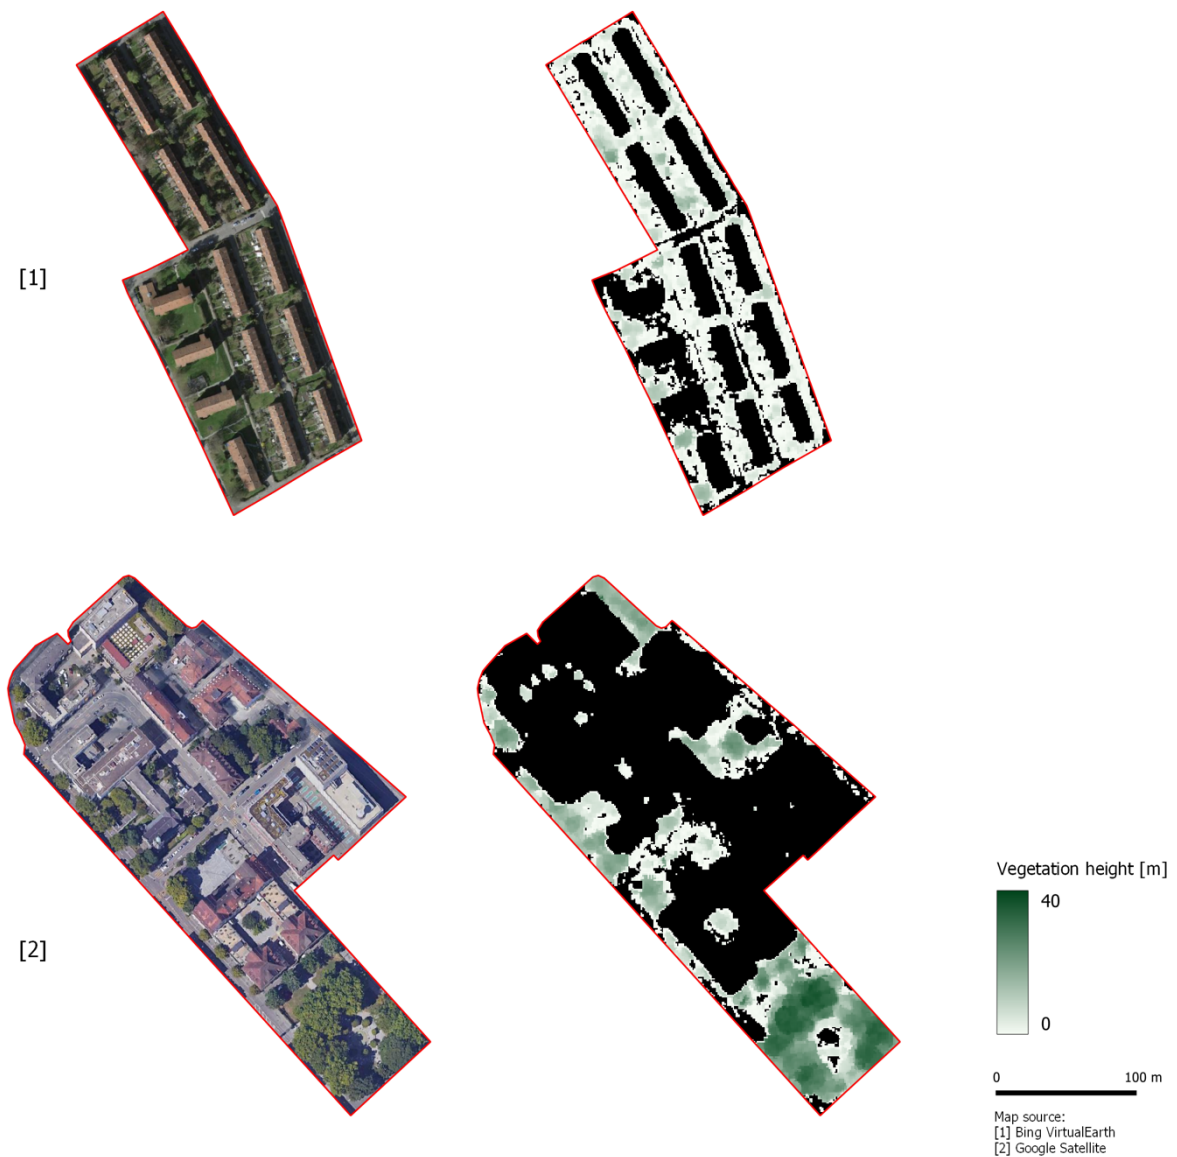 [1]
[2]
Vegetation height [m]
40
0
0 100 m
Map source:
[1] Bing VirtualEarth
[2] Google Satellite